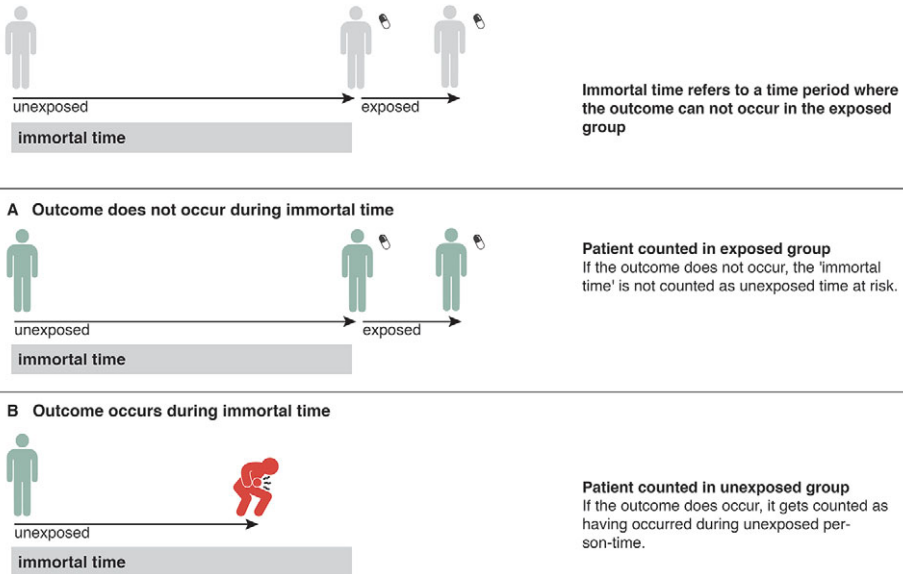 unexposed
exposed
immortal time
Immortal time refers to a time period where
the outcome can not occur in the exposed
group
A Outcome does not occur during immortal time
unexposed
exposed
immortal time
Patient counted in exposed group
If the outcome does not occur, the 'immortal
time' is not counted as unexposed time at risk.
B Outcome occurs during immortal time
unexposed
immortal time
Patient counted in unexposed group
If the outcome does occur, it gets counted as
having occurred during unexposed per-
son-time.